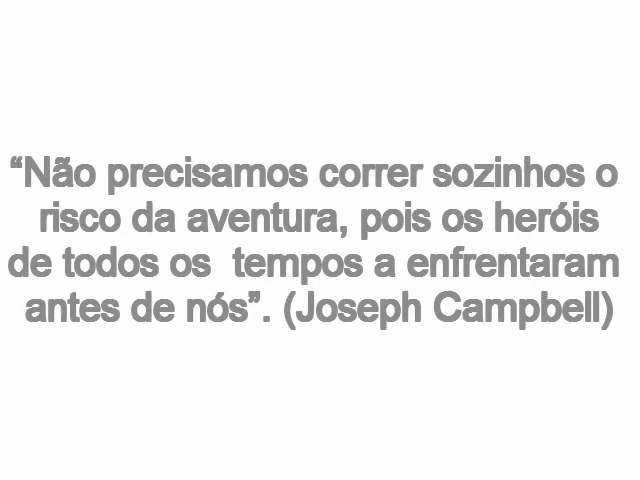 “Não precisamos correr sozinhos o
risco da aventura, pois os heróis
de todos os  tempos a enfrentaram
antes de nós”. (Joseph Campbell)